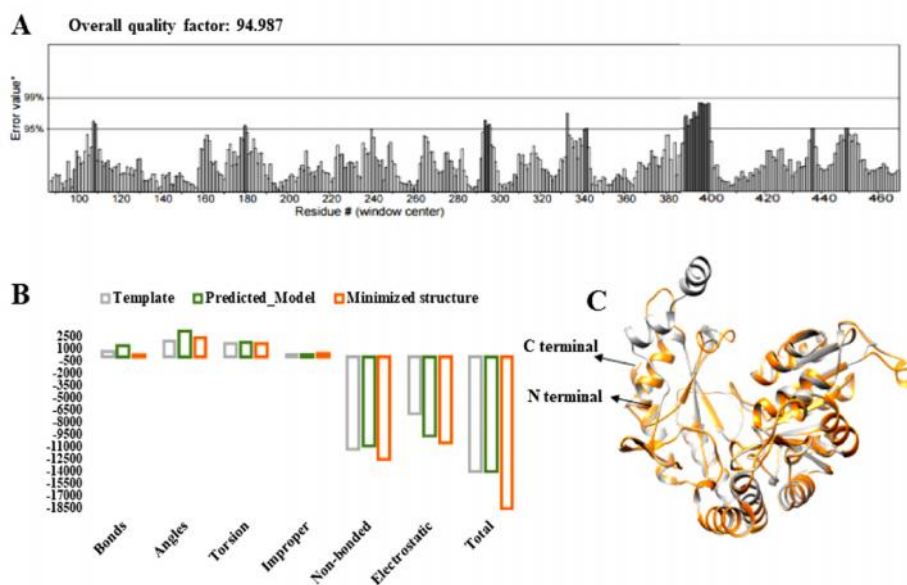 A
Overall quality factor: 94.987
Error value*
99%
95%
100 120 140 160 180 200 220 240 260 280 300 320 340 360 380 400 420 440 460
Residue # (window center)
B
Template Predicted_Model Minimized structure
2500
1000
-500
-2000
-3500
-5000
-6500
-8000
-9500
-11000
-12500
-14000
-15500
-17000
-18500
Bonds
Angles
Torsion
Improper
Non-bonded
Electrostatic
Total
C
C terminal
N terminal